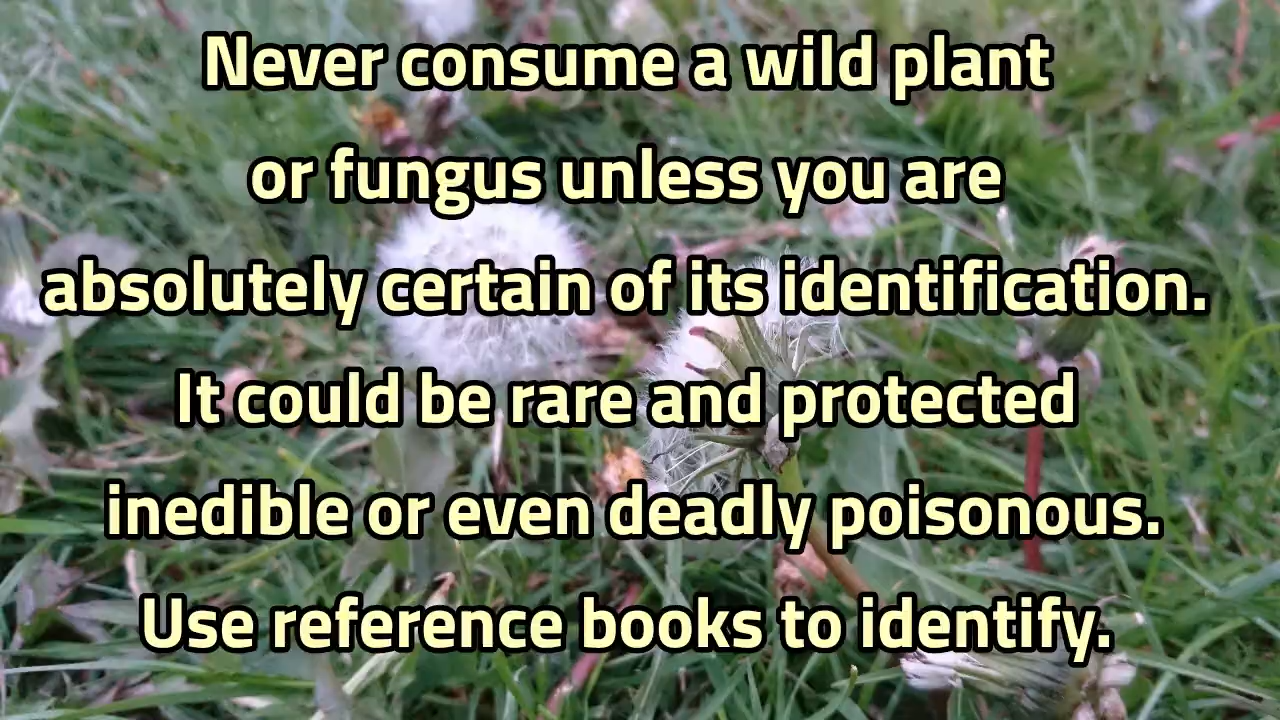 Never consume a wild plant
or fungus unless you are
absolutely certain of its identification.
It could be rare and protected
inedible or even deadly poisonous.
Use reference books to identify.